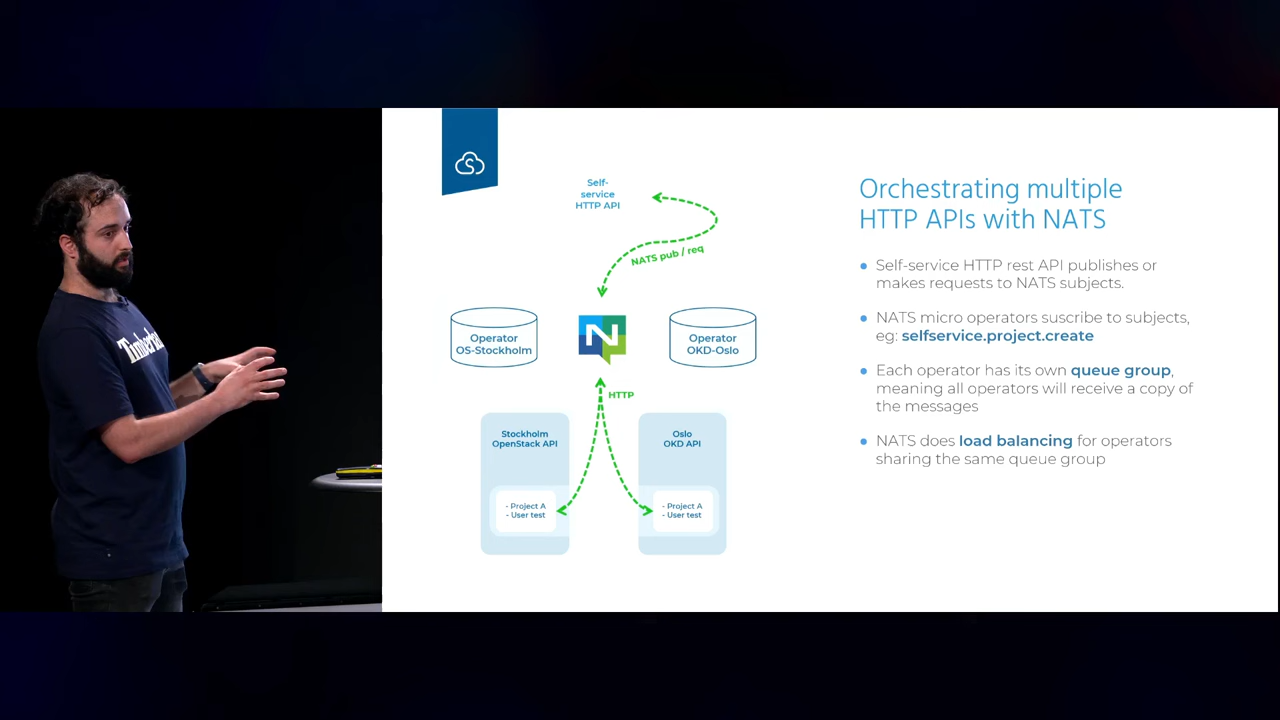 Self-
service
HTTP API
NATS pub / req
Operator
OS-Stockholm
N
Operator
OKD-Oslo
HTTP
Stockholm
OpenStack API
Oslo
OKD API
- Project A
- User test
- Project A
- User test
Orchestrating multiple
HTTP APIs with NATS
Self-service HTTP rest API publishes or
makes requests to NATS subjects.
NATS micro operators suscribe to subjects,
eg: selfservice.project.create
Each operator has its own queue group,
meaning all operators will receive a copy of
the messages
NATS does load balancing for operators
sharing the same queue group